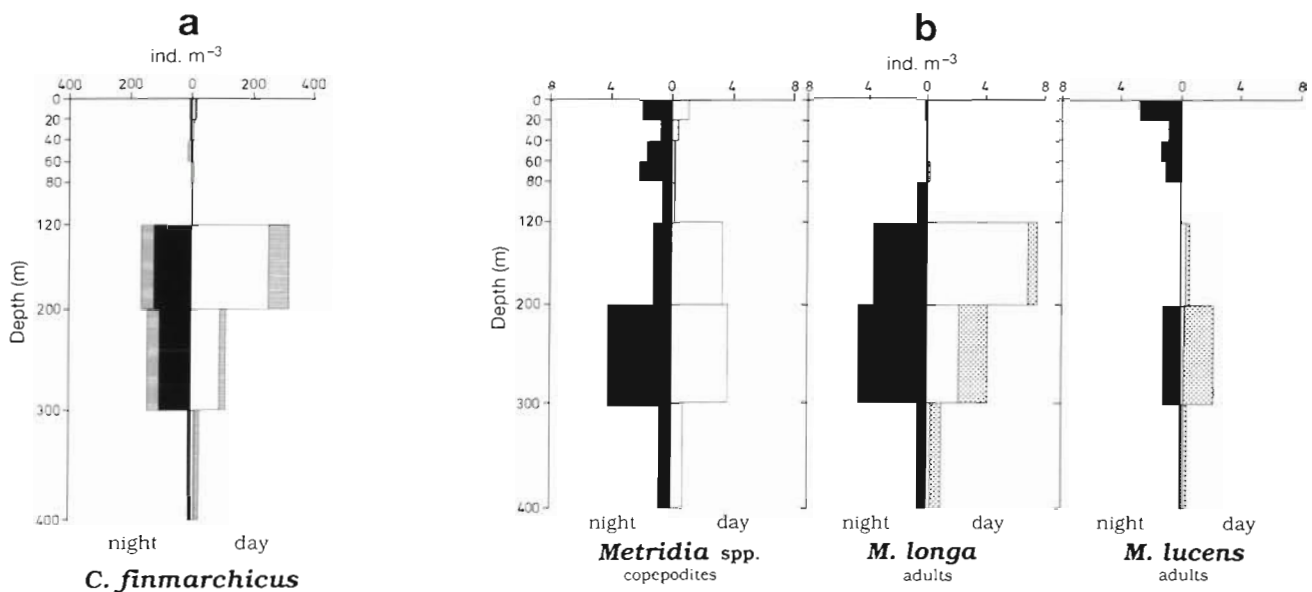 a
ind. m⁻³
400 200 0 200 400
0
20
40
60
80
120
200
300
400
Depth (m)
night day
C. finmarchicus
b
ind. m⁻³
8 4 0 4 8
8 4 0 4 8
8 4 0 4 8
0
20
40
60
80
120
200
300
400
Depth (m)
night day
Metridia spp.
copepodites
night day
M. longa
adults
night day
M. lucens
adults